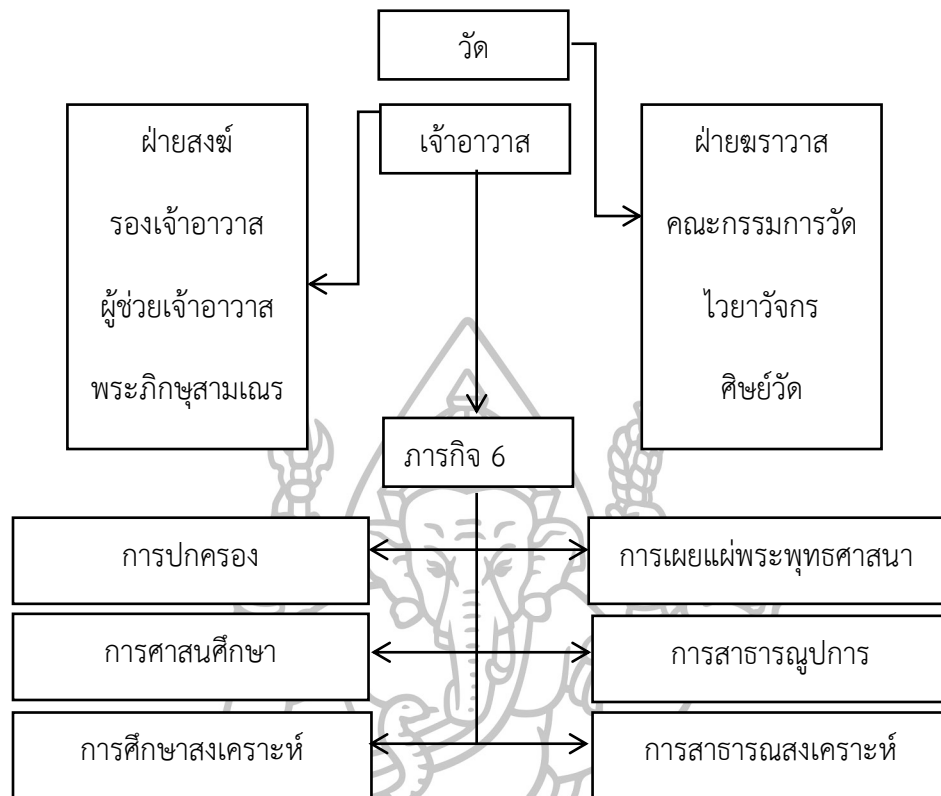 วัด
เจ้าอาวาส
ฝ่ายสงฆ์
รองเจ้าอาวาส
ผู้ช่วยเจ้าอาวาส
พระภิกษุสามเณร
ฝ่ายฆราวาส
คณะกรรมการวัด
ไวยาวัจกร
ศิษย์วัด
ภารกิจ 6
การปกครอง
การเผยแผ่พระพุทธศาสนา
การศาสนศึกษา
การสาธารณูปการ
การศึกษาสงเคราะห์
การสาธารณสงเคราะห์